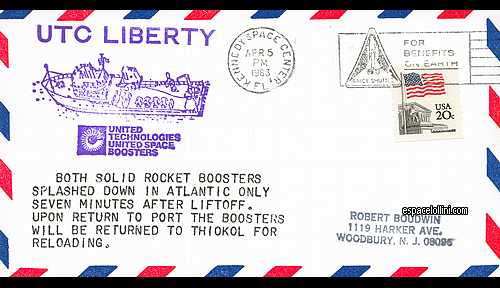 UTC LIBERTY
UNITED
TECHNOLOGIES
UNITED SPACE
BOOSTERS
KENNEDY SPACE CENTER, FL
APR 5
PM
1983
FOR
BENEFITS
ON EARTH
SPACE SHUTTLE
USA
20c
BOTH SOLID ROCKET BOOSTERS
SPLASHED DOWN IN ATLANTIC ONLY
SEVEN MINUTES AFTER LIFTOFF.
UPON RETURN TO PORT THE BOOSTERS
WILL BE RETURNED TO THIOKOL FOR
RELOADING.
espacelollini.com
ROBERT BOUDWIN
1119 HARKER AVE.
WOODBURY, N. J. 08096